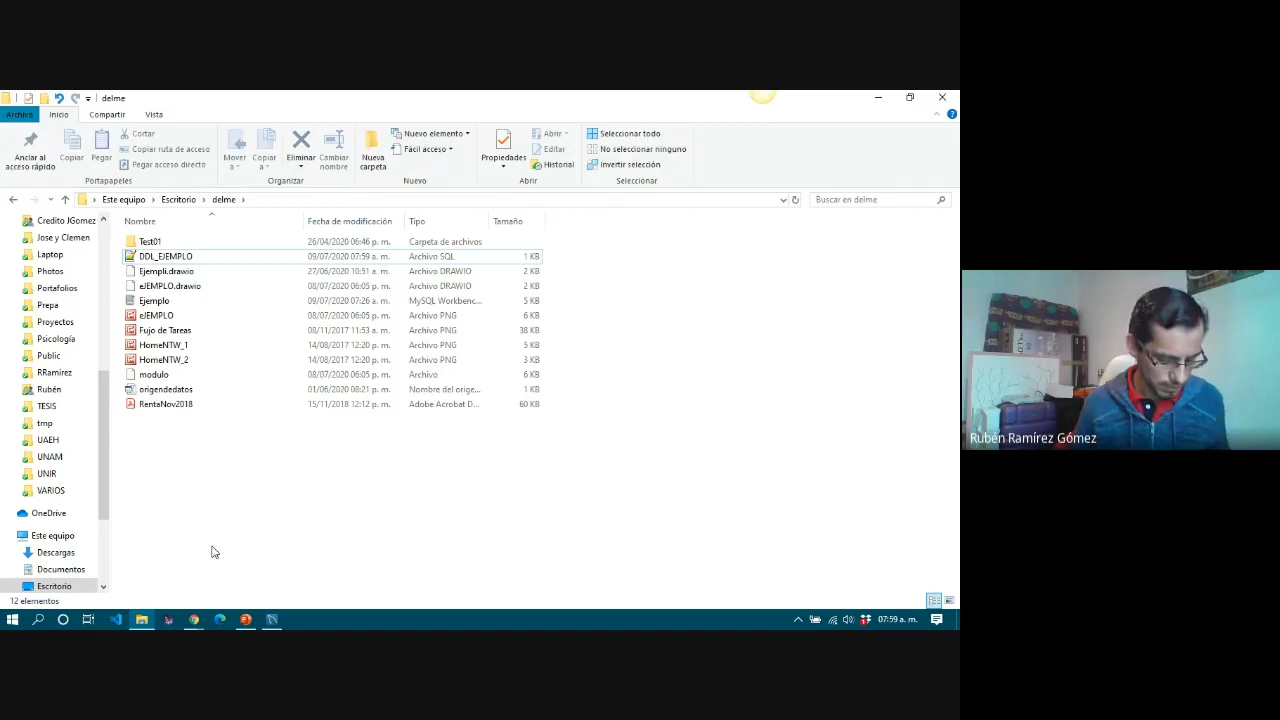 delme
Archivo Inicio Compartir Vista
Anclar al acceso rápido
Copiar
Pegar
Cortar
Copiar ruta de acceso
Pegar acceso directo
Portapapeles
Mover a
Copiar a
Eliminar
Cambiar nombre
Organizar
Nueva carpeta
Nuevo elemento
Fácil acceso
Nuevo
Propiedades
Abrir
Editar
Historial
Abrir
Seleccionar todo
No seleccionar ninguno
Invertir selección
Seleccionar
Este equipo > Escritorio > delme >
Buscar en delme
Credito JGomez
Jose y Clemen
Laptop
Photos
Portafolios
Prepa
Proyectos
Psicología
Public
RRamirez
Rubén
TESIS
tmp
UAEH
UNAM
UNIR
VARIOS
OneDrive
Este equipo
Descargas
Documentos
Escritorio
Nombre Fecha de modificación Tipo Tamaño
Test01 26/04/2020 06:46 p. m. Carpeta de archivos
DDL_EJEMPLO 09/07/2020 07:59 a. m. Archivo SQL 1 KB
Ejempli.drawio 27/06/2020 10:51 a. m. Archivo DRAWIO 2 KB
eJEMPLO.drawio 08/07/2020 06:05 p. m. Archivo DRAWIO 2 KB
Ejemplo 09/07/2020 07:26 a. m. MySQL Workbenc... 5 KB
eJEMPLO 08/07/2020 06:05 p. m. Archivo PNG 6 KB
Fujo de Tareas 08/11/2017 11:53 a. m. Archivo PNG 38 KB
HomeNTW_1 14/08/2017 12:20 p. m. Archivo PNG 5 KB
HomeNTW_2 14/08/2017 12:20 p. m. Archivo PNG 3 KB
modulo 08/07/2020 06:05 p. m. Archivo 6 KB
origendedatos 01/06/2020 08:21 p. m. Nombre del orige... 1 KB
RentaNov2018 15/11/2018 12:12 p. m. Adobe Acrobat D... 60 KB
12 elementos
07:59 a. m.
Rubén Ramírez Gómez